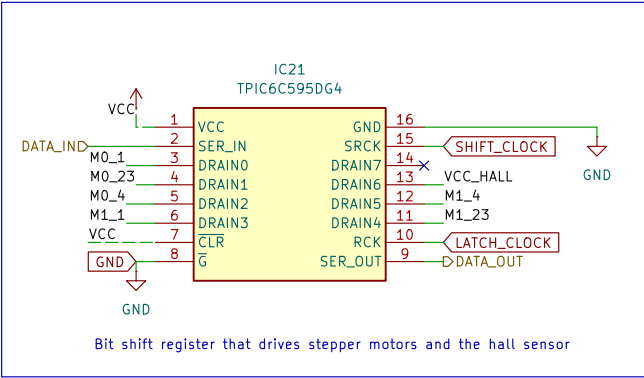 IC21
TPIC6C595DG4
VCC
1 VCC GND 16
DATA_IN 2 SER_IN SRCK 15 SHIFT_CLOCK
M0_1 3 DRAIN0 DRAIN7 14
M0_23 4 DRAIN1 DRAIN6 13 VCC_HALL
M0_4 5 DRAIN2 DRAIN5 12 M1_4
M1_1 6 DRAIN3 DRAIN4 11 M1_23
VCC 7 CLR RCK 10 LATCH_CLOCK
GND 8 G SER_OUT 9 DATA_OUT
GND
GND
Bit shift register that drives stepper motors and the hall sensor